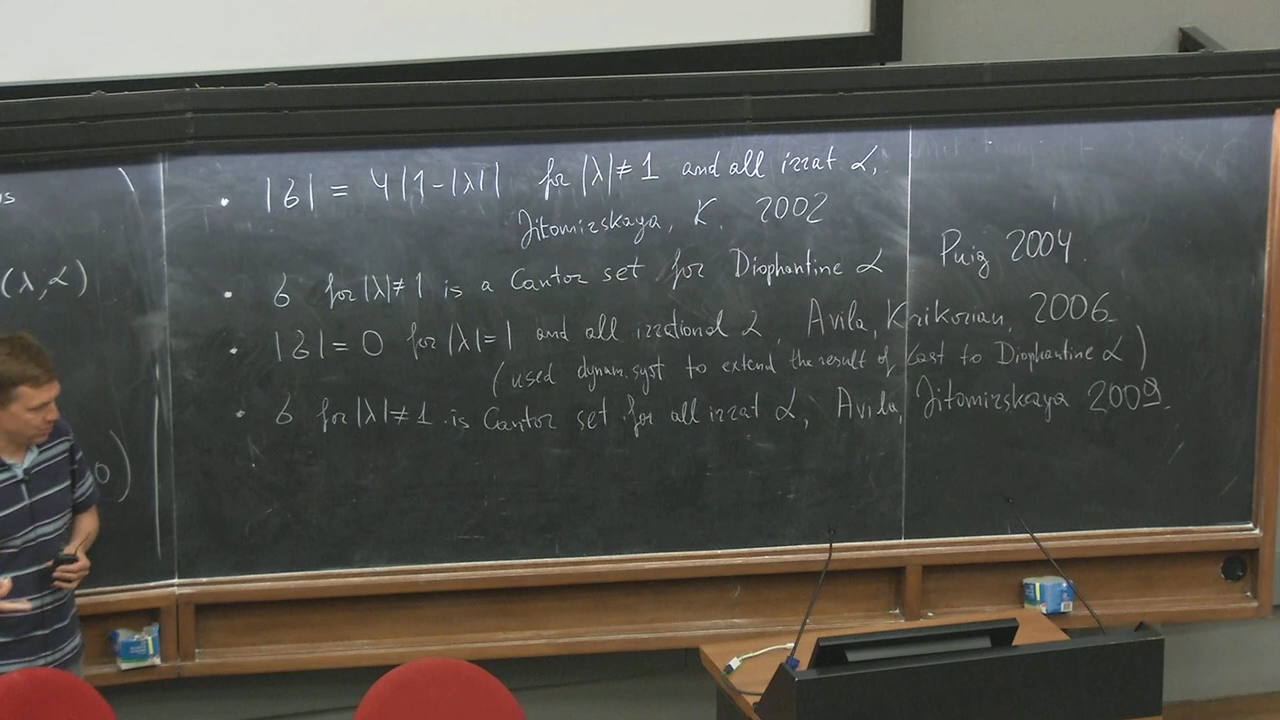 is
(λ, α)
0)
• |σ| = 4|1-|λ|| for |λ|≠1 and all irrat α,
Jitomirskaya, K. 2002
• σ for |λ|≠1 is a Cantor set for Diophantine α Puig 2004.
• |σ| = 0 for |λ|=1 and all irrational α, Avila, Krikorian, 2006
(used dynam. syst to extend the result of Last to Diophantine α)
• σ for |λ|≠1 is Cantor set for all irrat α, Avila, Jitomirskaya 2009.